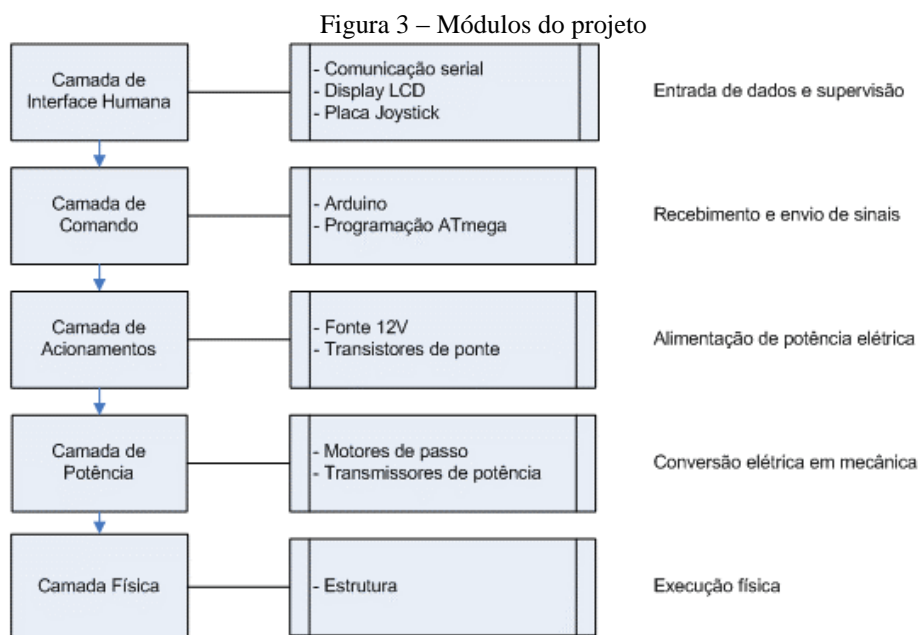 Figura 3 – Módulos do projeto
Camada de
Interface Humana
- Comunicação serial
- Display LCD
- Placa Joystick
Entrada de dados e supervisão
Camada de
Comando
- Arduino
- Programação ATmega
Recebimento e envio de sinais
Camada de
Acionamentos
- Fonte 12V
- Transistores de ponte
Alimentação de potência elétrica
Camada de
Potência
- Motores de passo
- Transmissores de potência
Conversão elétrica em mecânica
Camada Física
- Estrutura
Execução física